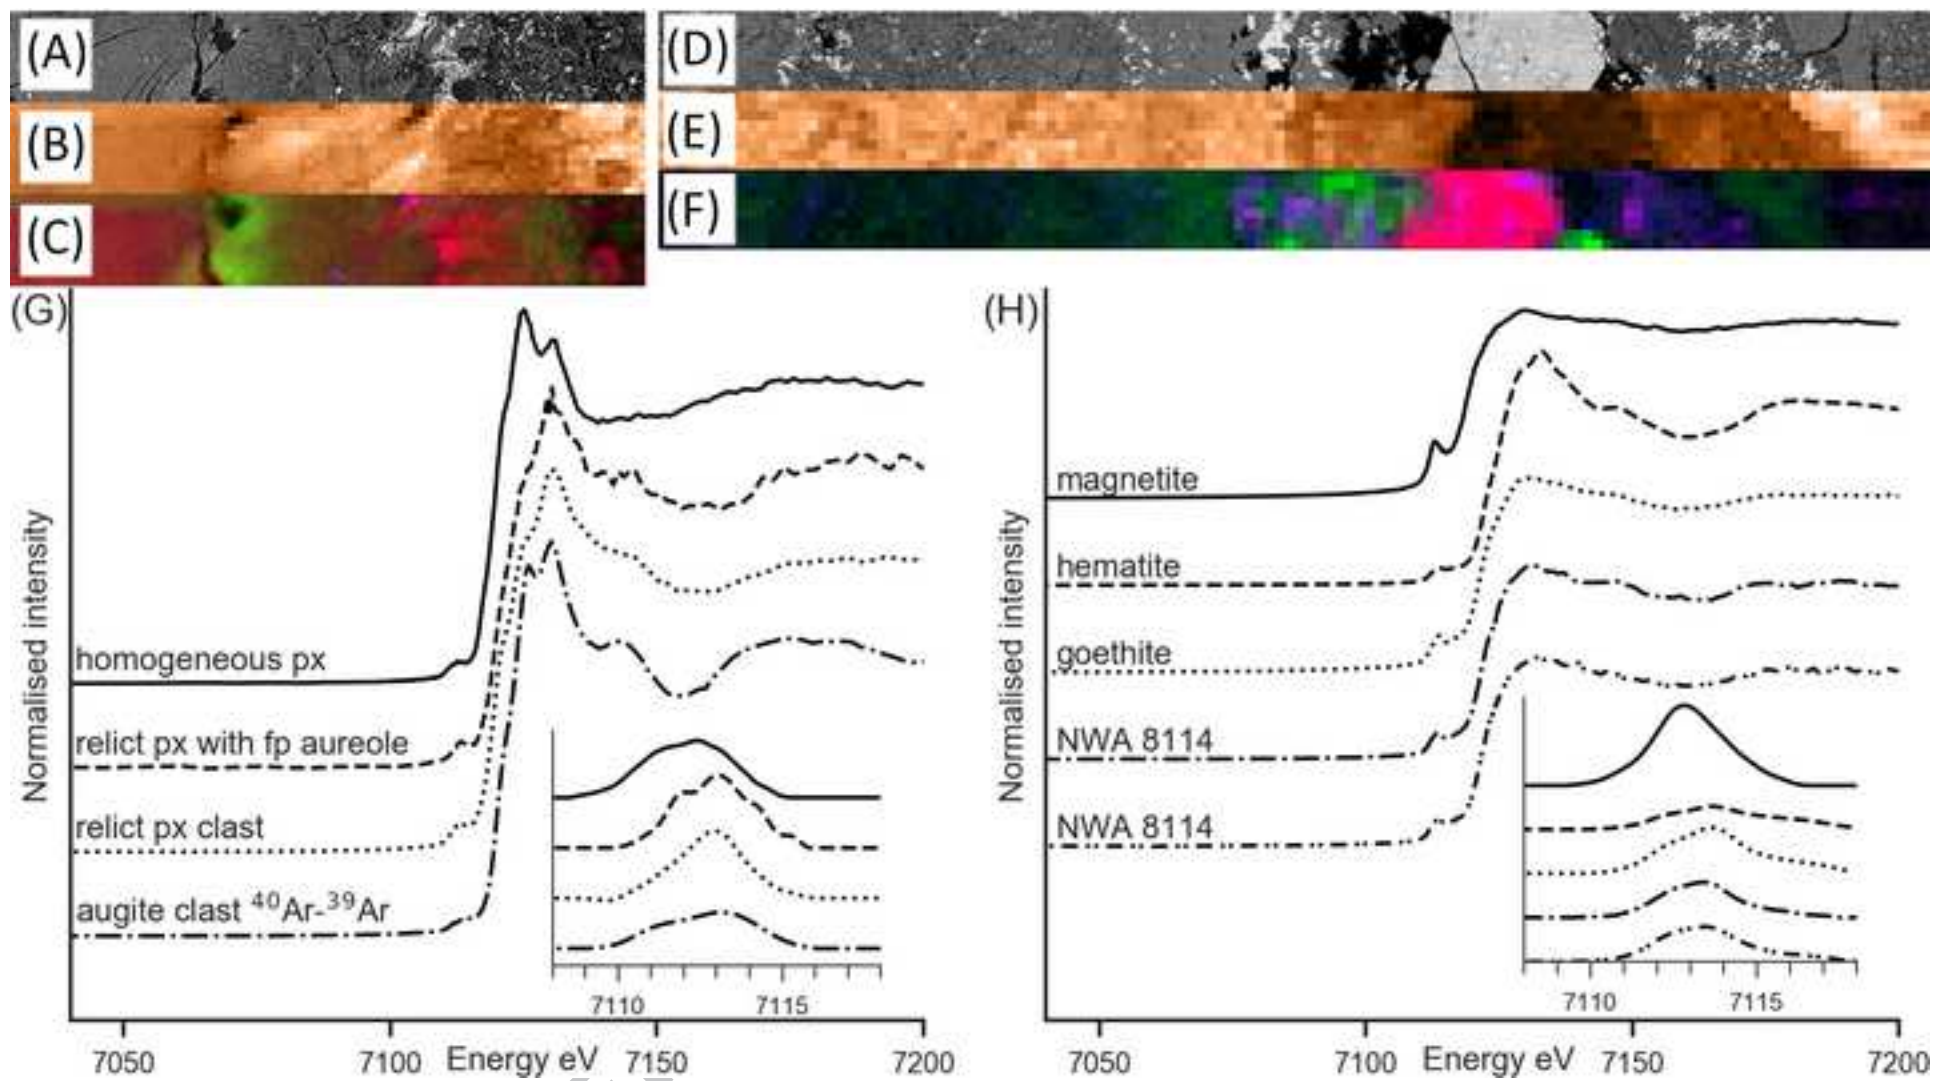 (A)
(B)
(C)
(D)
(E)
(F)
(G)
Normalised intensity
homogeneous px
relict px with fp aureole
relict px clast
augite clast ⁴⁰Ar-³⁹Ar
7110 7115
7050 7100 Energy eV 7150 7200
(H)
Normalised intensity
magnetite
hematite
goethite
NWA 8114
NWA 8114
7110 7115
7050 7100 Energy eV 7150 7200